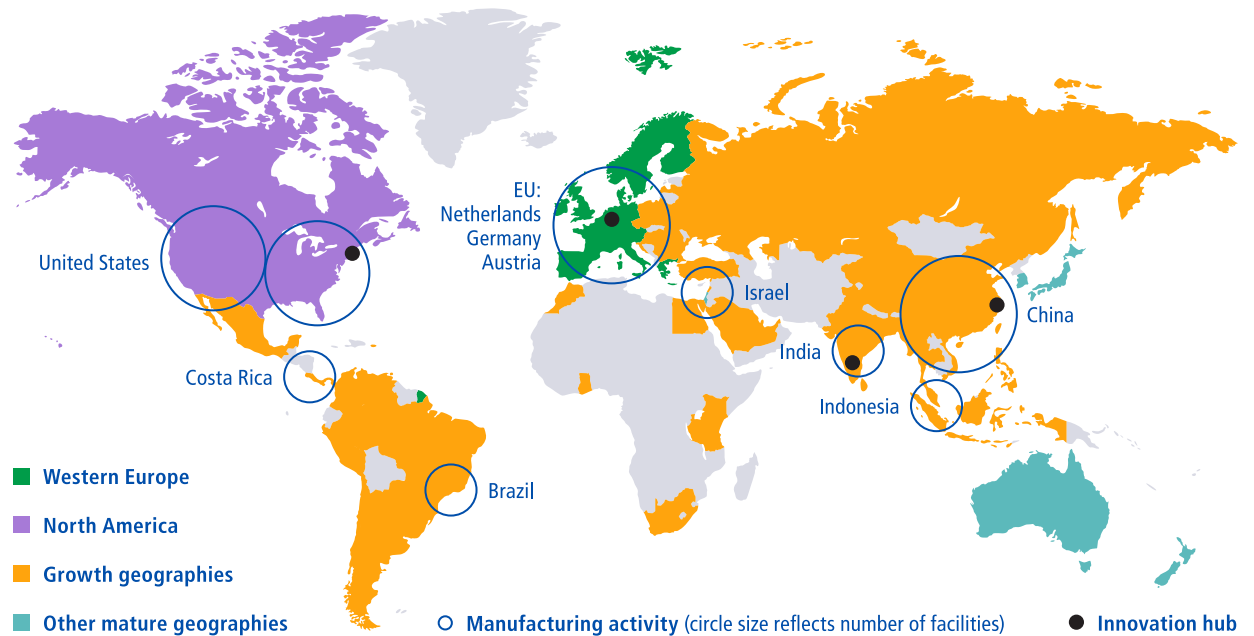 EU:
Netherlands
Germany
Austria
United States
Israel
China
India
Costa Rica
Indonesia
Brazil
Western Europe
North America
Growth geographies
Other mature geographies
Manufacturing activity (circle size reflects number of facilities)
Innovation hub